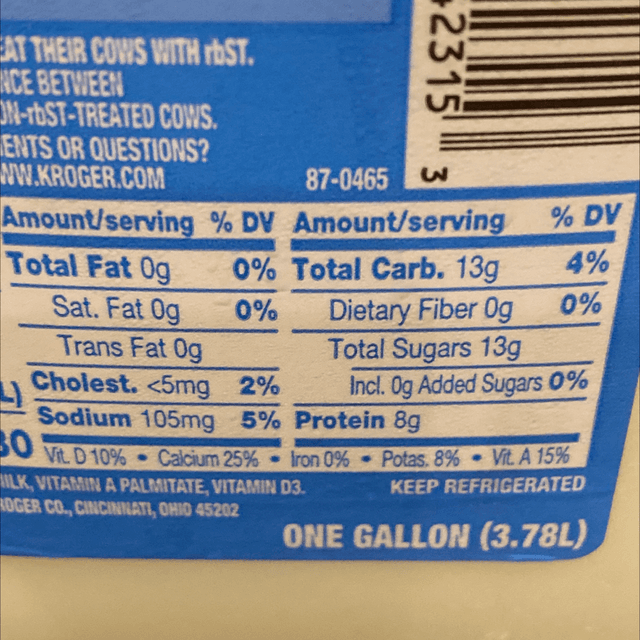 EAT THEIR COWS WITH rbST.
NCE BETWEEN
ON-rbST-TREATED COWS.
ENTS OR QUESTIONS?
WW.KROGER.COM
87-0465
2315 3
Amount/serving % DV Amount/serving % DV
Total Fat 0g 0% Total Carb. 13g 4%
Sat. Fat 0g 0% Dietary Fiber 0g 0%
Trans Fat 0g Total Sugars 13g
L) Cholest. <5mg 2% Incl. 0g Added Sugars 0%
Sodium 105mg 5% Protein 8g
80 Vit. D 10% • Calcium 25% • Iron 0% • Potas. 8% • Vit. A 15%
MILK, VITAMIN A PALMITATE, VITAMIN D3. KEEP REFRIGERATED
ROGER CO., CINCINNATI, OHIO 45202
ONE GALLON (3.78L)